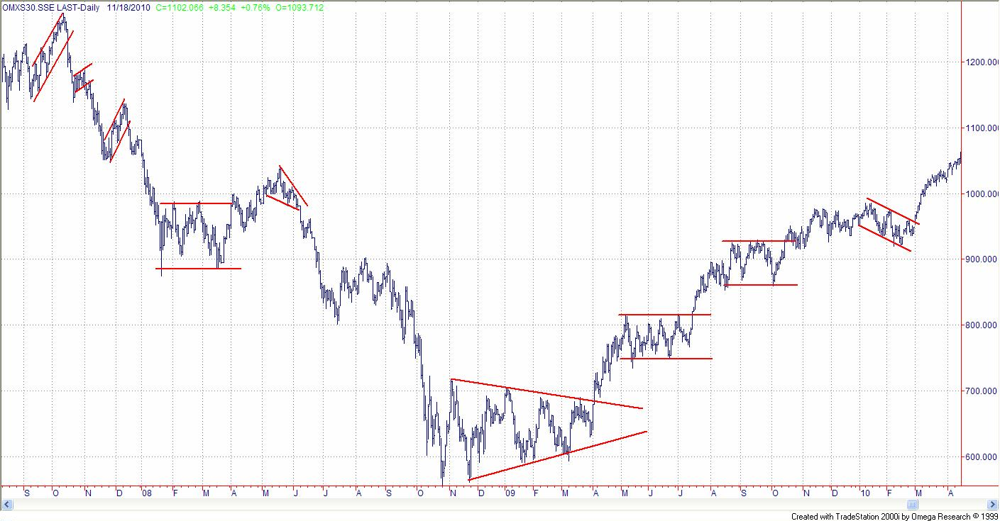 OMXS30.SSE LAST-Daily 11/18/2010 C=1102.066 +8.354 +0.76% O=1093.712
1200.000
1100.000
1000.000
900.000
800.000
700.000
600.000
S O N D 08 F M A M J J A S O N D 09 F M A M J J A S O N D 10 F M A
Created with TradeStation 2000i by Omega Research © 1999